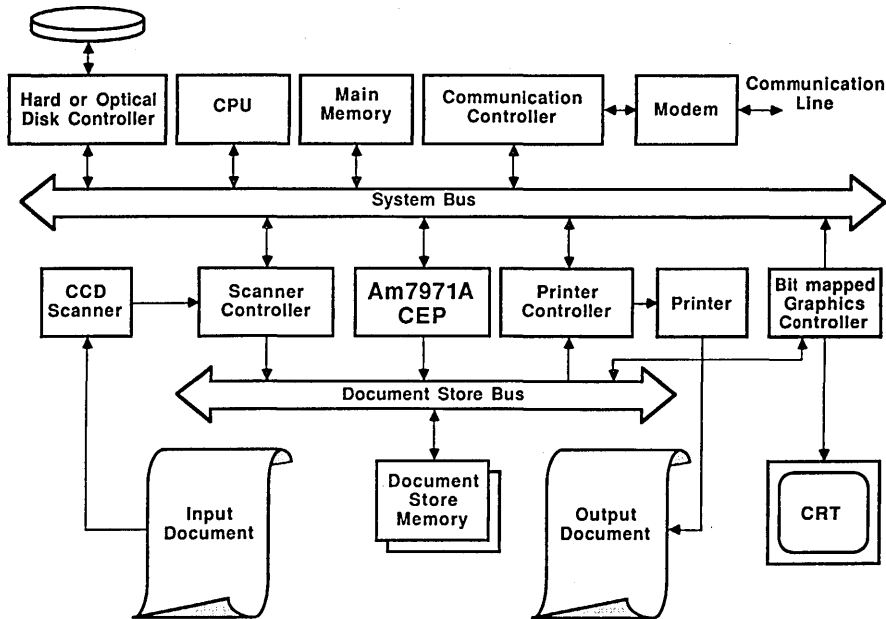 Hard or Optical
Disk Controller
CPU
Main
Memory
Communication
Controller
Modem
Communication
Line
System Bus
CCD
Scanner
Scanner
Controller
Am7971A
CEP
Printer
Controller
Printer
Bit mapped
Graphics
Controller
Document Store Bus
Input
Document
Document
Store
Memory
Output
Document
CRT